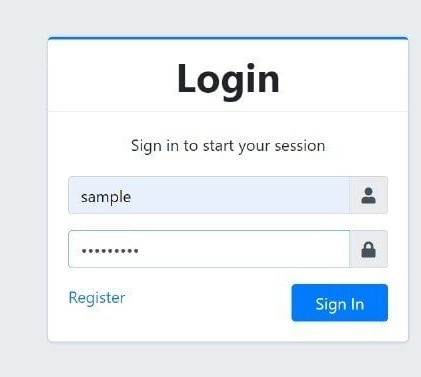 Login
Sign in to start your session
sample
•••••••••
Register
Sign In